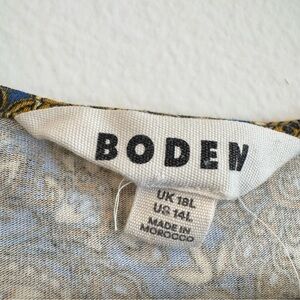 BODEN
UK 18L
US 14L
MADE IN
MOROCCO